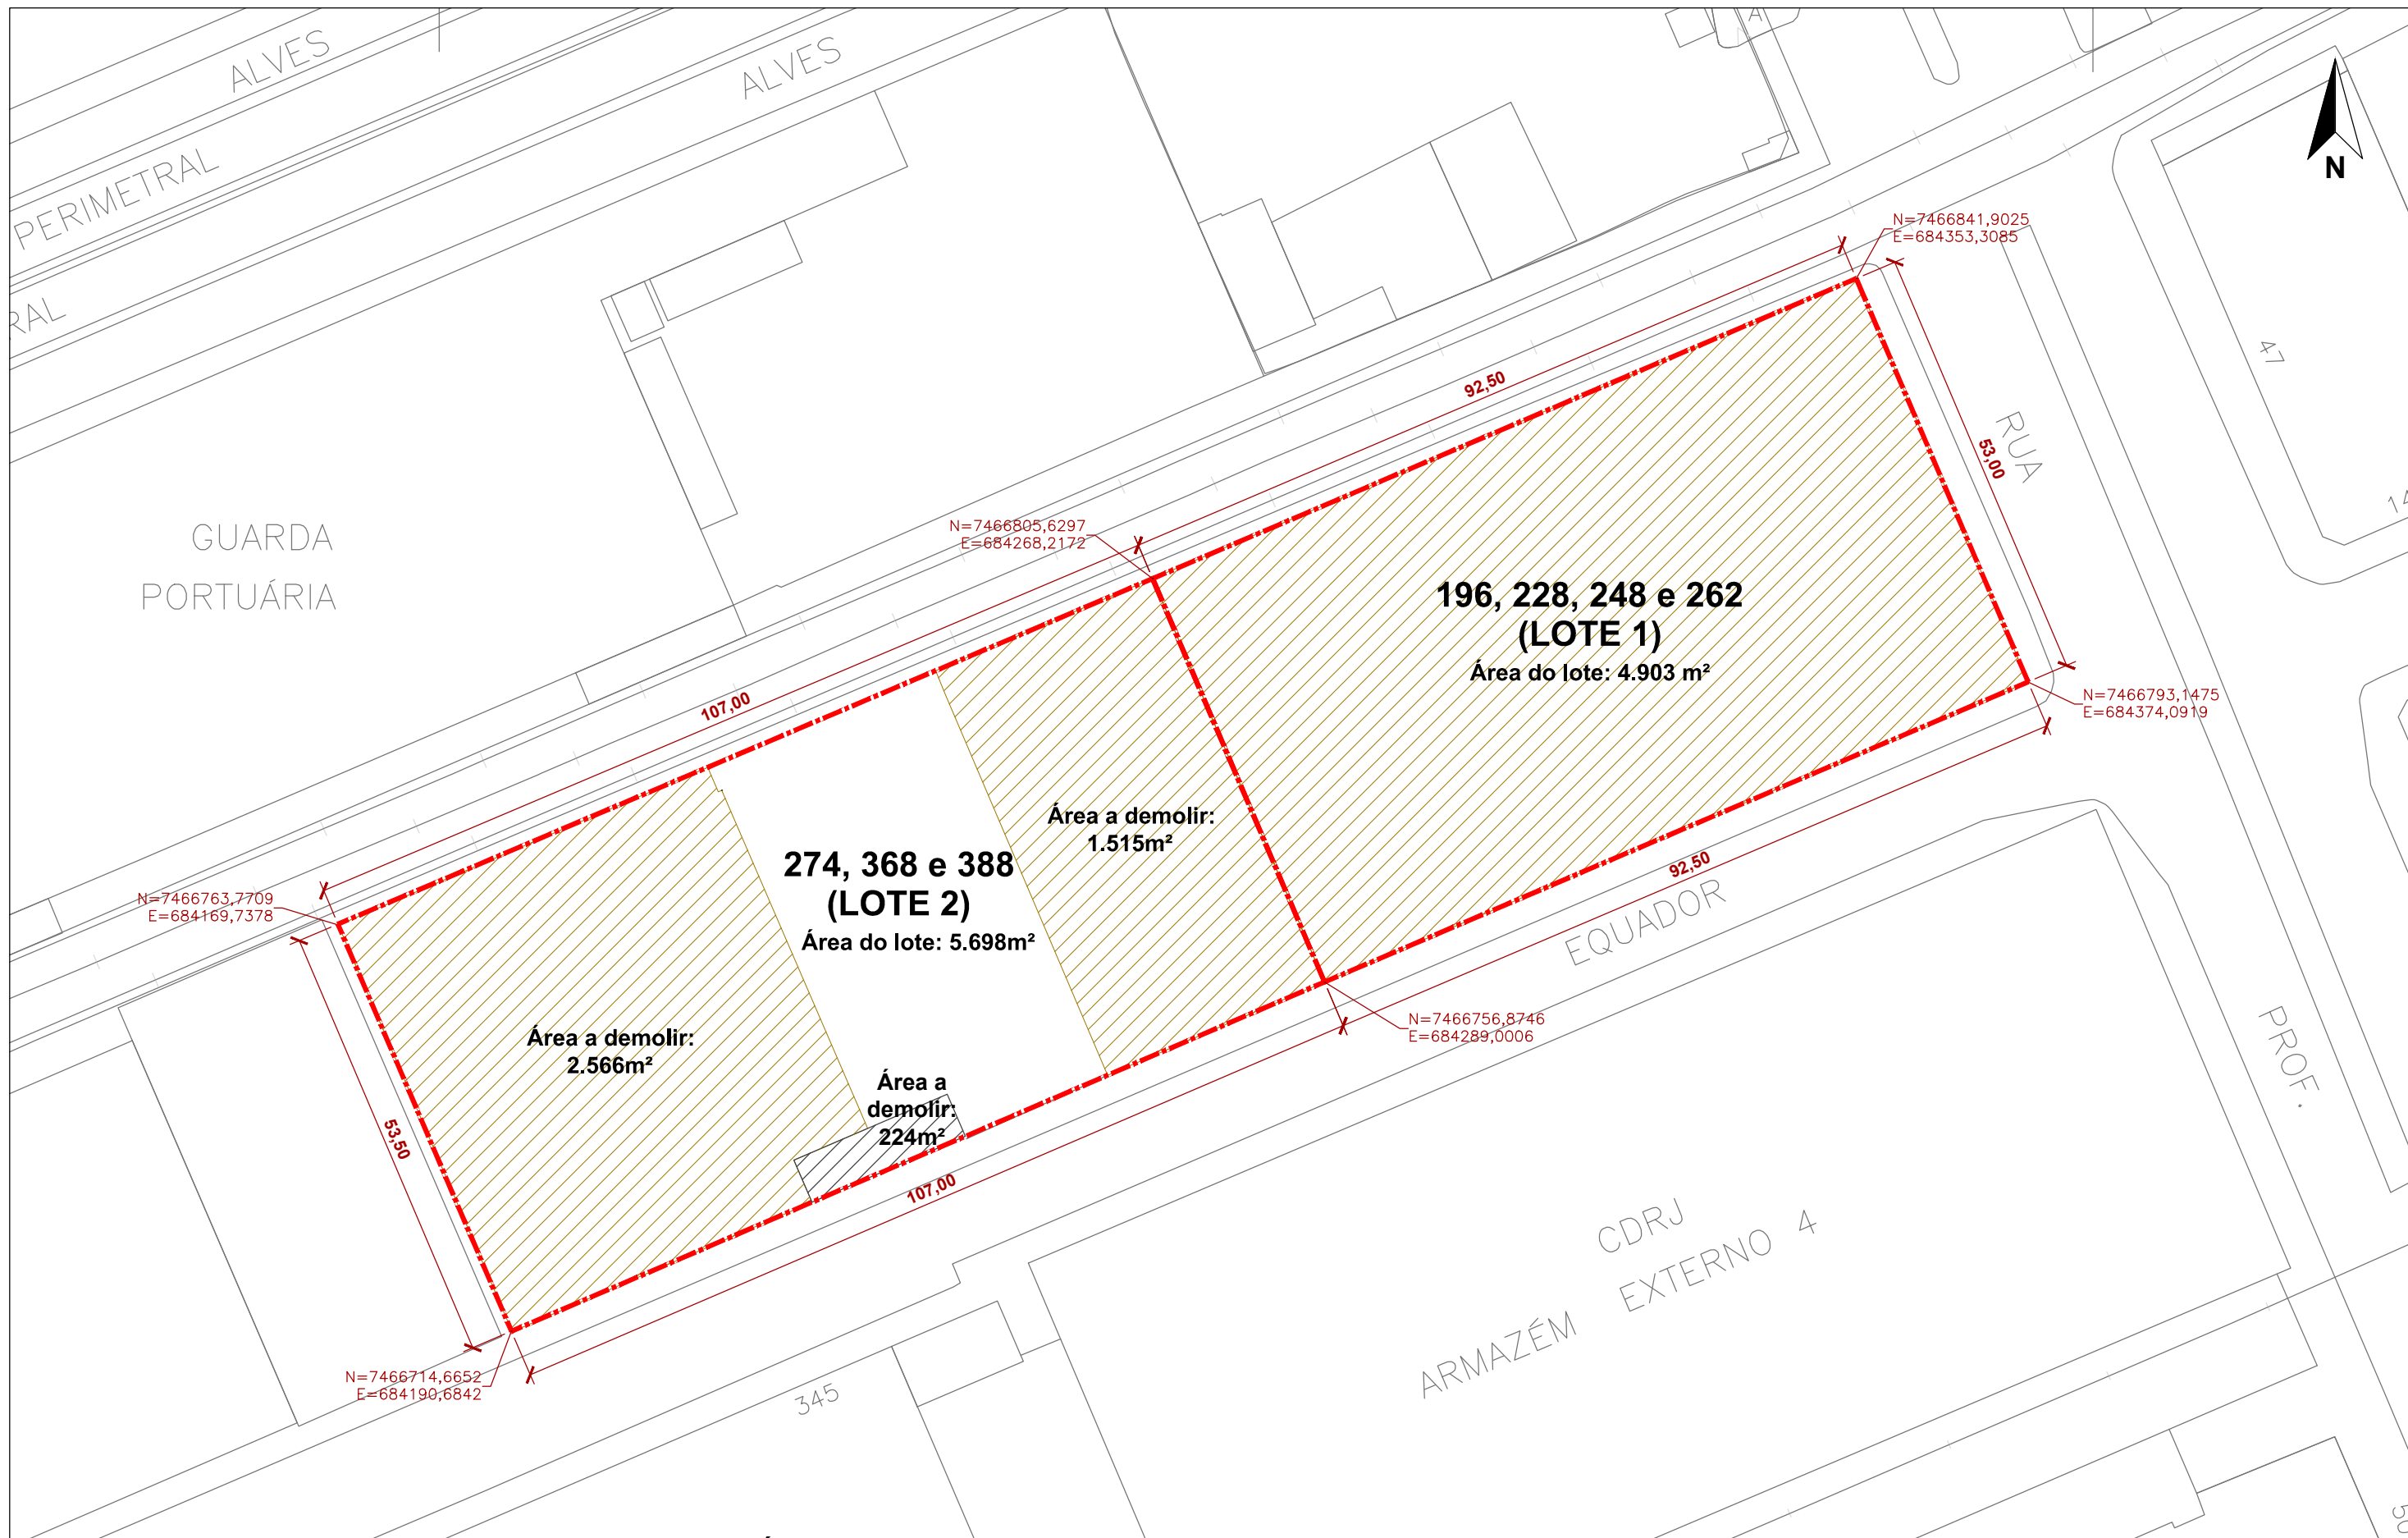 ALVES
ALVES
PERIMETRAL
RAL
N
N=7466841,9025
E=684353,3085
47
92,50
RUA
53,00
14
GUARDA
PORTUÁRIA
N=7466805,6297
E=684268,2172
196, 228, 248 e 262
(LOTE 1)
Área do lote: 4.903 m²
N=7466793,1475
E=684374,0919
107,00
Área a demolir:
1.515m²
274, 368 e 388
(LOTE 2)
Área do lote: 5.698m²
92,50
EQUADOR
N=7466763,7709
E=684169,7378
N=7466756,8746
E=684289,0006
PROF.
Área a demolir:
2.566m²
Área a
demolir:
224m²
53,50
107,00
CDRJ
ARMAZÉM EXTERNO 4
N=7466714,6652
E=684190,6842
345